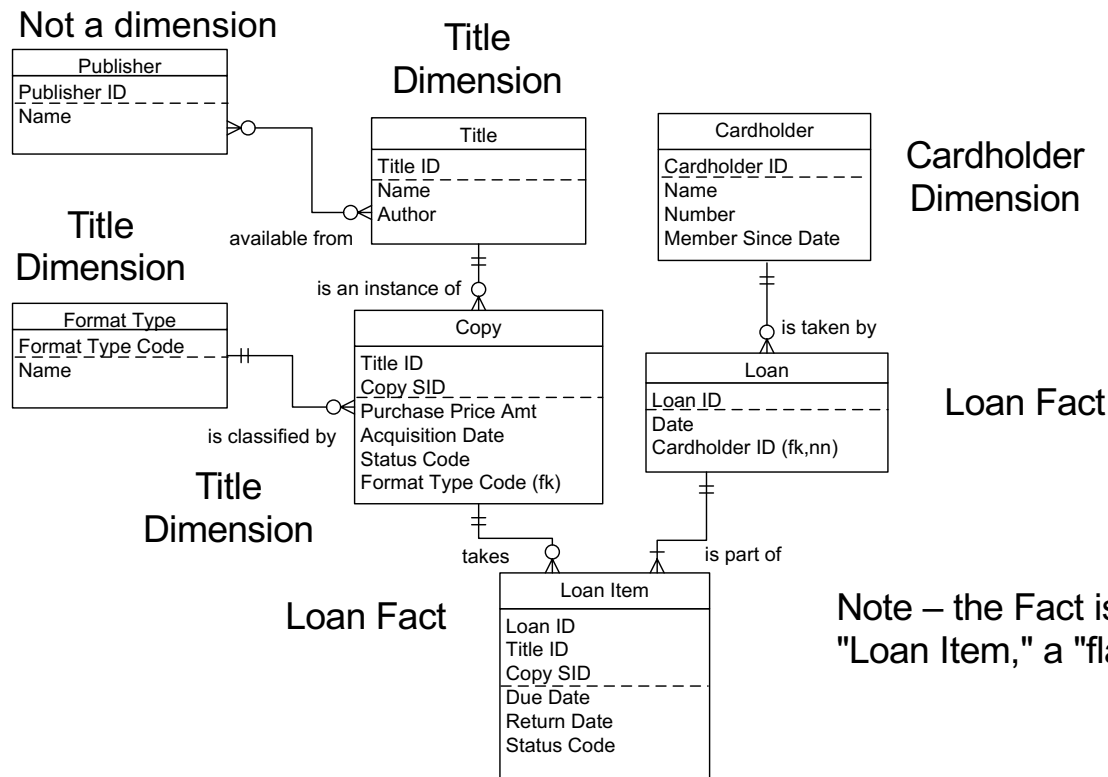 Not a dimension
Publisher
Publisher ID
Name
Title
Dimension
Title
Title ID
Name
Author
Cardholder
Cardholder ID
Name
Number
Member Since Date
Cardholder
Dimension
available from
Title
Dimension
is an instance of
Format Type
Format Type Code
Name
Copy
Title ID
Copy SID
Purchase Price Amt
Acquisition Date
Status Code
Format Type Code (fk)
is taken by
Loan
Loan ID
Date
Cardholder ID (fk,nn)
Loan Fact
is classified by
Title
Dimension
takes
is part of
Loan Fact
Loan Item
Loan ID
Title ID
Copy SID
Due Date
Return Date
Status Code
Note – the Fact is
"Loan Item," a "fla